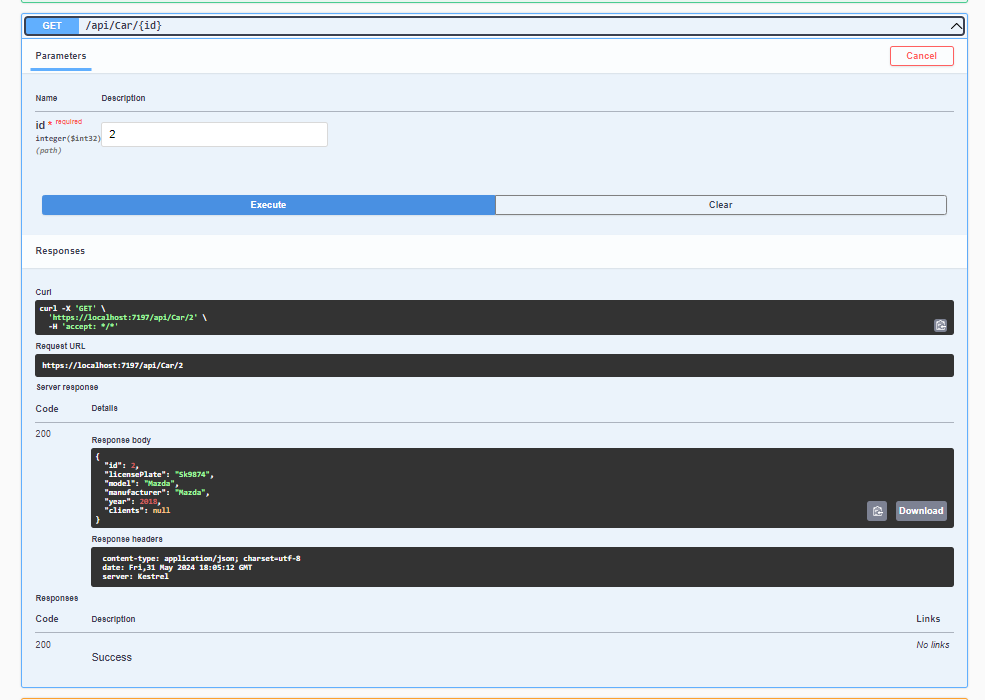 GET /api/Car/{id}
Parameters
Cancel
Name Description
id * required
integer($int32)
(path)
2
Execute Clear
Responses
Curl
curl -X 'GET' \
'https://localhost:7197/api/Car/2' \
-H 'accept: */*'
Request URL
https://localhost:7197/api/Car/2
Server response
Code Details
200
Response body
{
"id": 2,
"licensePlate": "Sk9874",
"model": "Mazda",
"manufacturer": "Mazda",
"year": 2018,
"clients": null
}
Download
Response headers
content-type: application/json; charset=utf-8
date: Fri,31 May 2024 18:05:12 GMT
server: Kestrel
Responses
Code Description Links
200 No links
Success